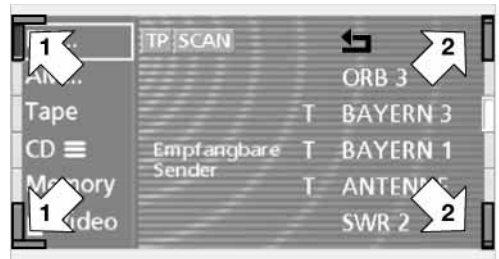 1
2
TP SCAN
Tape
CD
Memory
1
Empfangbare
Sender
ORB 3
T BAYERN 3
T BAYERN 1
T ANTENNE
SWR 2
2